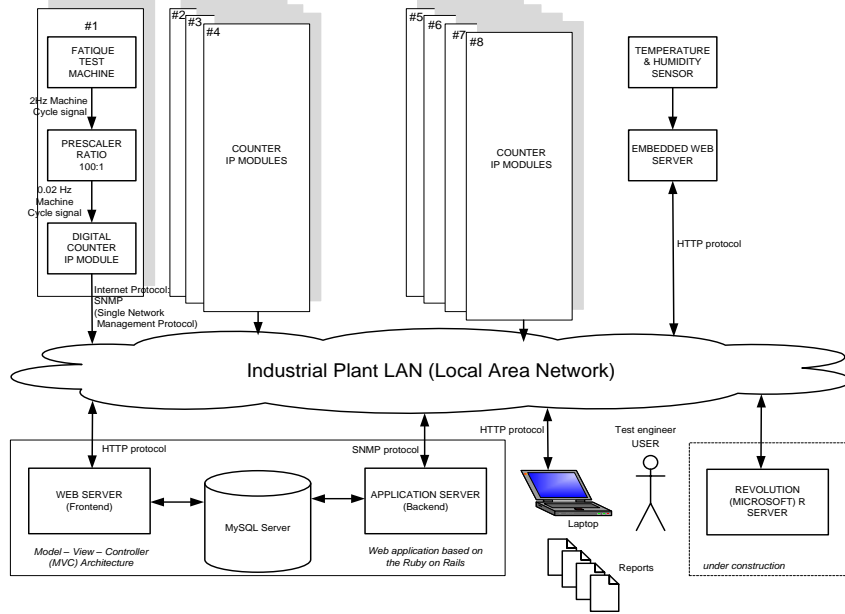 #1
FATIQUE
TEST
MACHINE
2Hz Machine
Cycle signal
PRESCALER
RATIO
100:1
0.02 Hz
Machine
Cycle signal
DIGITAL
COUNTER
IP MODULE
Internet Protocol:
SNMP
(Single Network
Management Protocol)
#2
#3
#4
COUNTER
IP MODULES
#5
#6
#7
#8
COUNTER
IP MODULES
TEMPERATURE
& HUMIDITY
SENSOR
EMBEDDED WEB
SERVER
HTTP protocol
Industrial Plant LAN (Local Area Network)
HTTP protocol
SNMP protocol
HTTP protocol
Test engineer
USER
WEB SERVER
(Frontend)
MySQL Server
APPLICATION SERVER
(Backend)
Laptop
REVOLUTION
(MICROSOFT) R
SERVER
Model – View – Controller
(MVC) Architecture
Web application based on
the Ruby on Rails
Reports
under construction